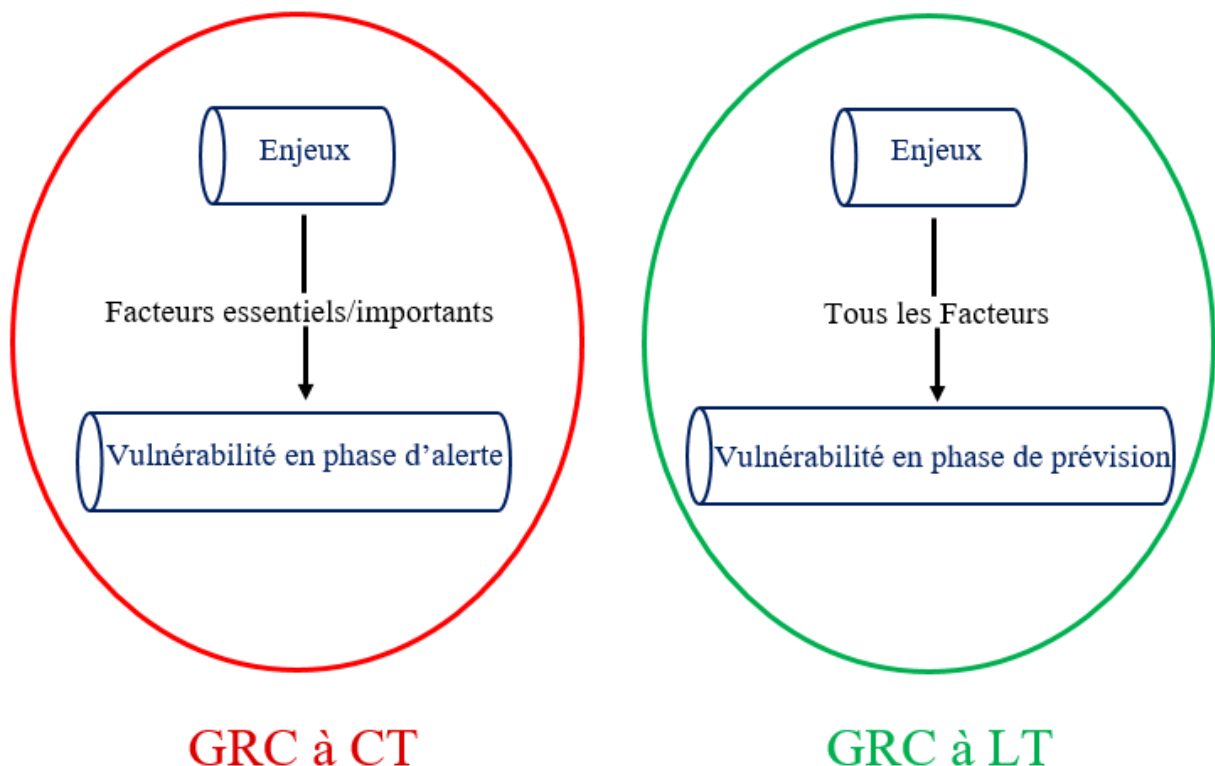 Enjeux
Facteurs essentiels/importants
Vulnérabilité en phase d’alerte
GRC à CT
Enjeux
Tous les Facteurs
Vulnérabilité en phase de prévision
GRC à LT